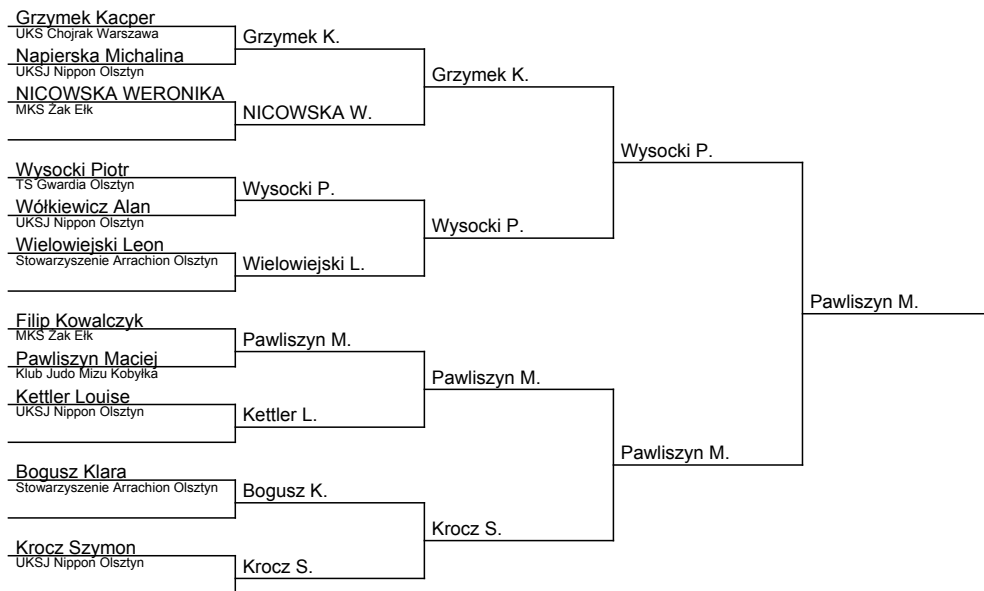 Grzymek Kacper
UKS Chojrak Warszawa
Napierska Michalina
UKSJ Nippon Olsztyn
NICOWSKA WERONIKA
MKS Żak Ełk
Wysocki Piotr
TS Gwardia Olsztyn
Wółkiewicz Alan
UKSJ Nippon Olsztyn
Wielowiejski Leon
Stowarzyszenie Arrachion Olsztyn
Filip Kowalczyk
MKS Żak Ełk
Pawliszyn Maciej
Klub Judo Mizu Kobyłka
Kettler Louise
UKSJ Nippon Olsztyn
Bogusz Klara
Stowarzyszenie Arrachion Olsztyn
Krocz Szymon
UKSJ Nippon Olsztyn
Grzymek K.
NICOWSKA W.
Wysocki P.
Wielowiejski L.
Pawliszyn M.
Kettler L.
Bogusz K.
Krocz S.
Grzymek K.
Wysocki P.
Pawliszyn M.
Krocz S.
Wysocki P.
Pawliszyn M.
Pawliszyn M.